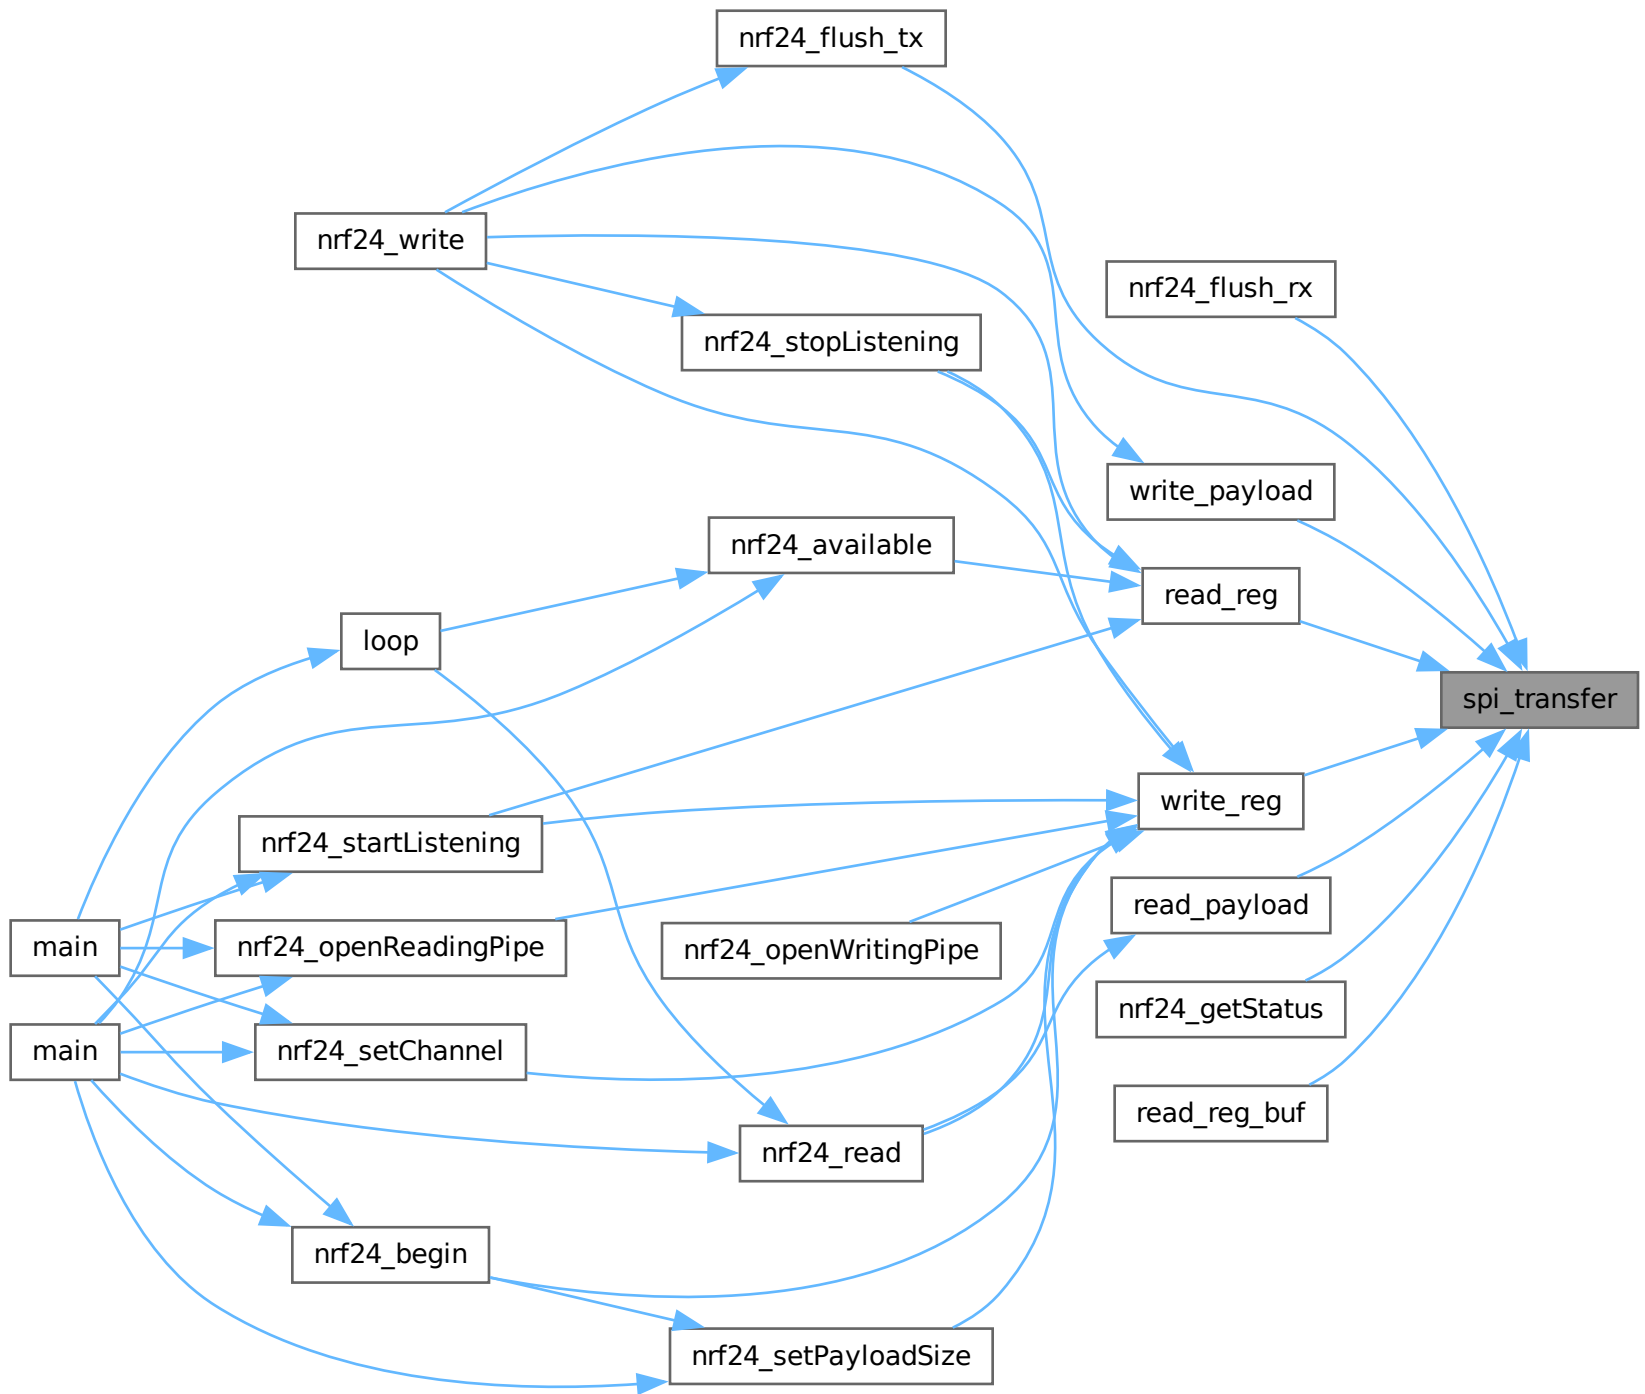 nrf24_flush_tx
nrf24_write
nrf24_flush_rx
nrf24_stopListening
write_payload
nrf24_available
read_reg
loop
spi_transfer
write_reg
nrf24_startListening
read_payload
main
nrf24_openReadingPipe
nrf24_openWritingPipe
nrf24_getStatus
main
nrf24_setChannel
read_reg_buf
nrf24_read
nrf24_begin
nrf24_setPayloadSize